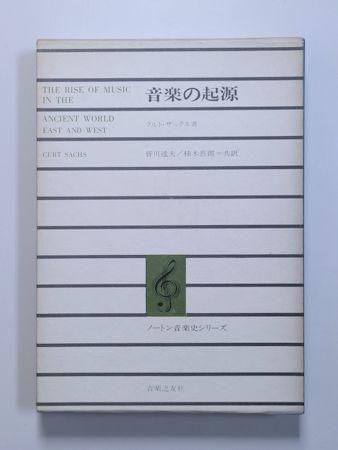 THE RISE OF MUSIC
IN THE
ANCIENT WORLD
EAST AND WEST
CURT SACHS
音楽の起源
クルト・ザックス著
皆川達夫／柿木吾郎＝共訳
ノートン音楽史シリーズ
音楽之友社